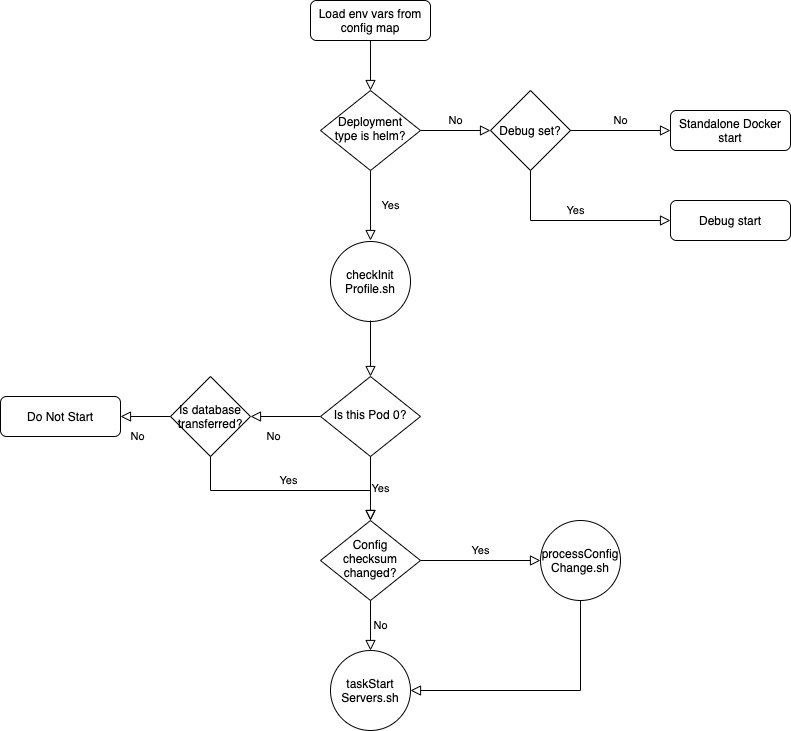 Load env vars from
config map
Deployment
type is helm?
No
Debug set?
No
Standalone Docker
start
Yes
Yes
Debug start
checkInit
Profile.sh
Do Not Start
No
Is database
transferred?
No
Is this Pod 0?
Yes
Yes
Config
checksum
changed?
Yes
processConfig
Change.sh
No
taskStart
Servers.sh